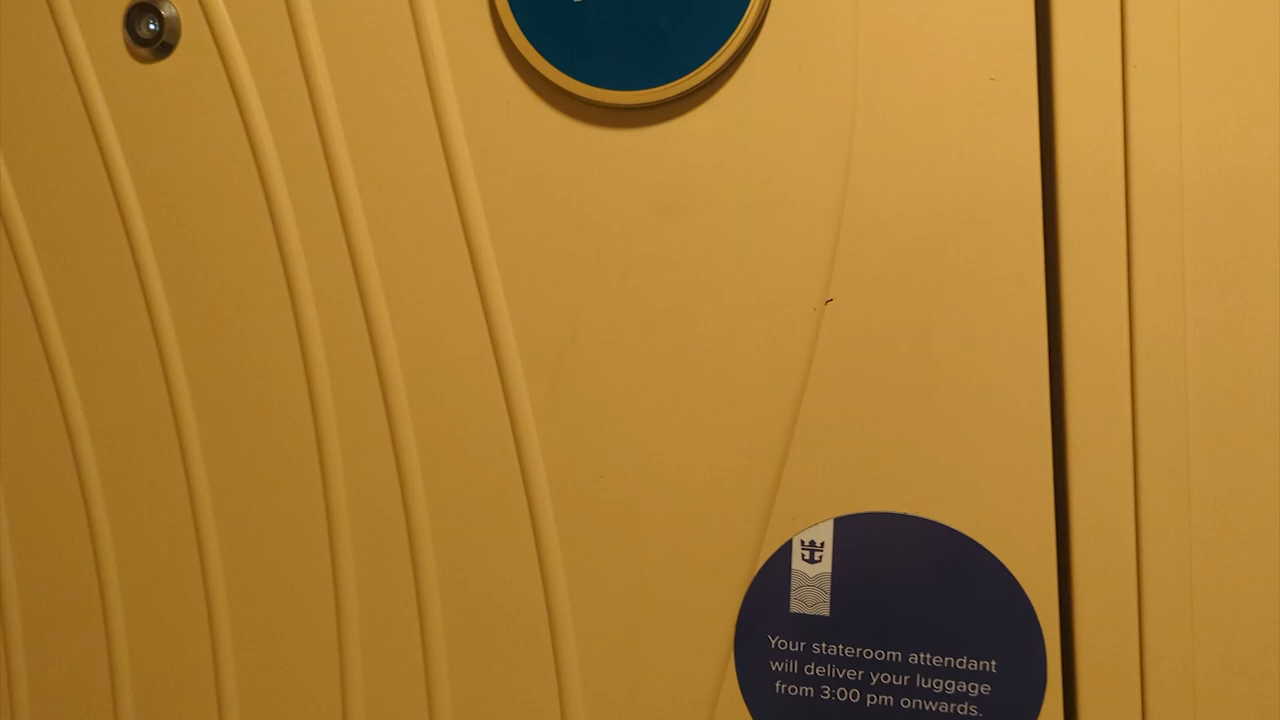 Your stateroom attendant
will deliver your luggage
from 3:00 pm onwards.